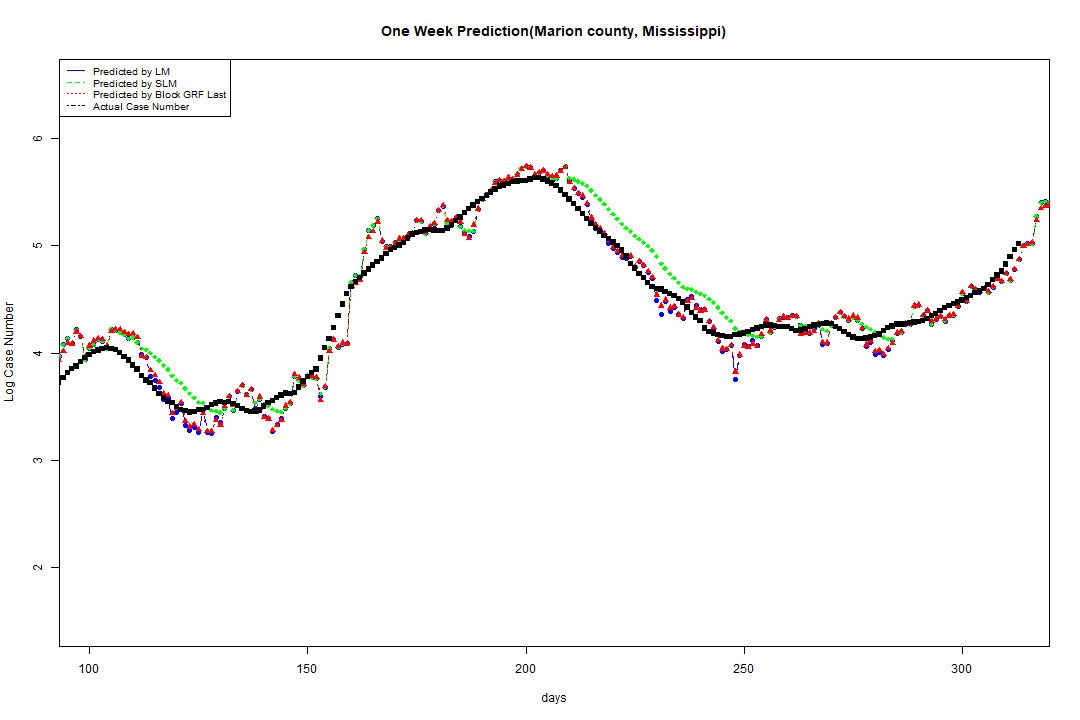 One Week Prediction(Marion county, Mississippi)
Predicted by LM
Predicted by SLM
Predicted by Block GRF Last
Actual Case Number
6
5
4
3
2
Log Case Number
100 150 200 250 300
days